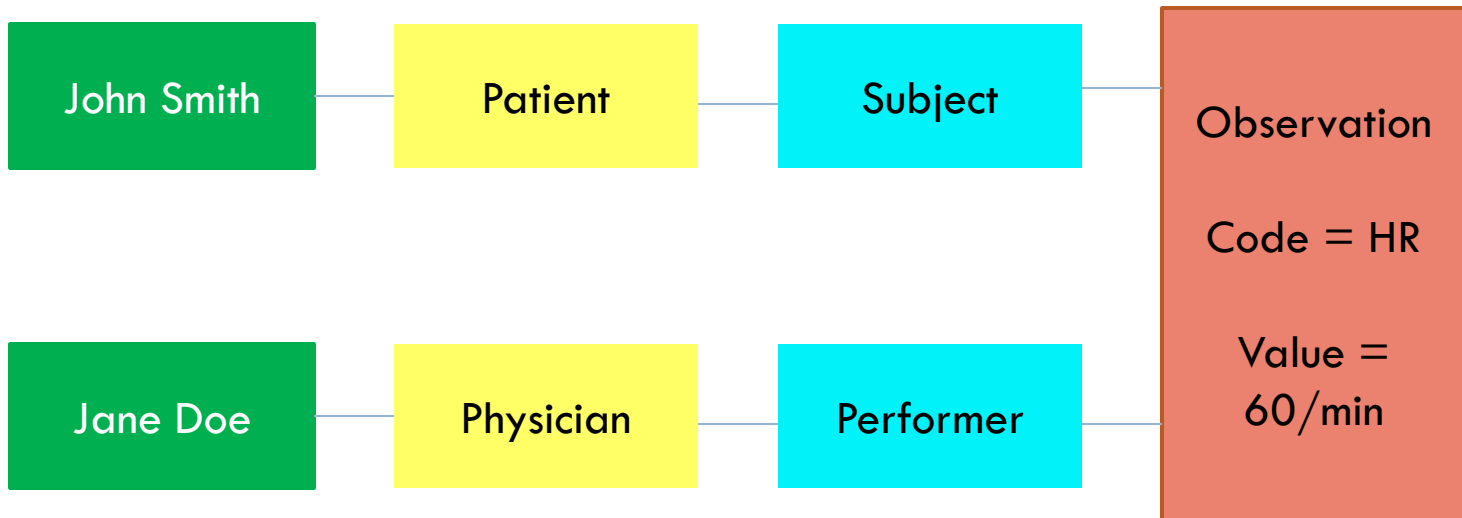 John Smith
Patient
Subject
Observation
Code = HR
Value =
60/min
Jane Doe
Physician
Performer